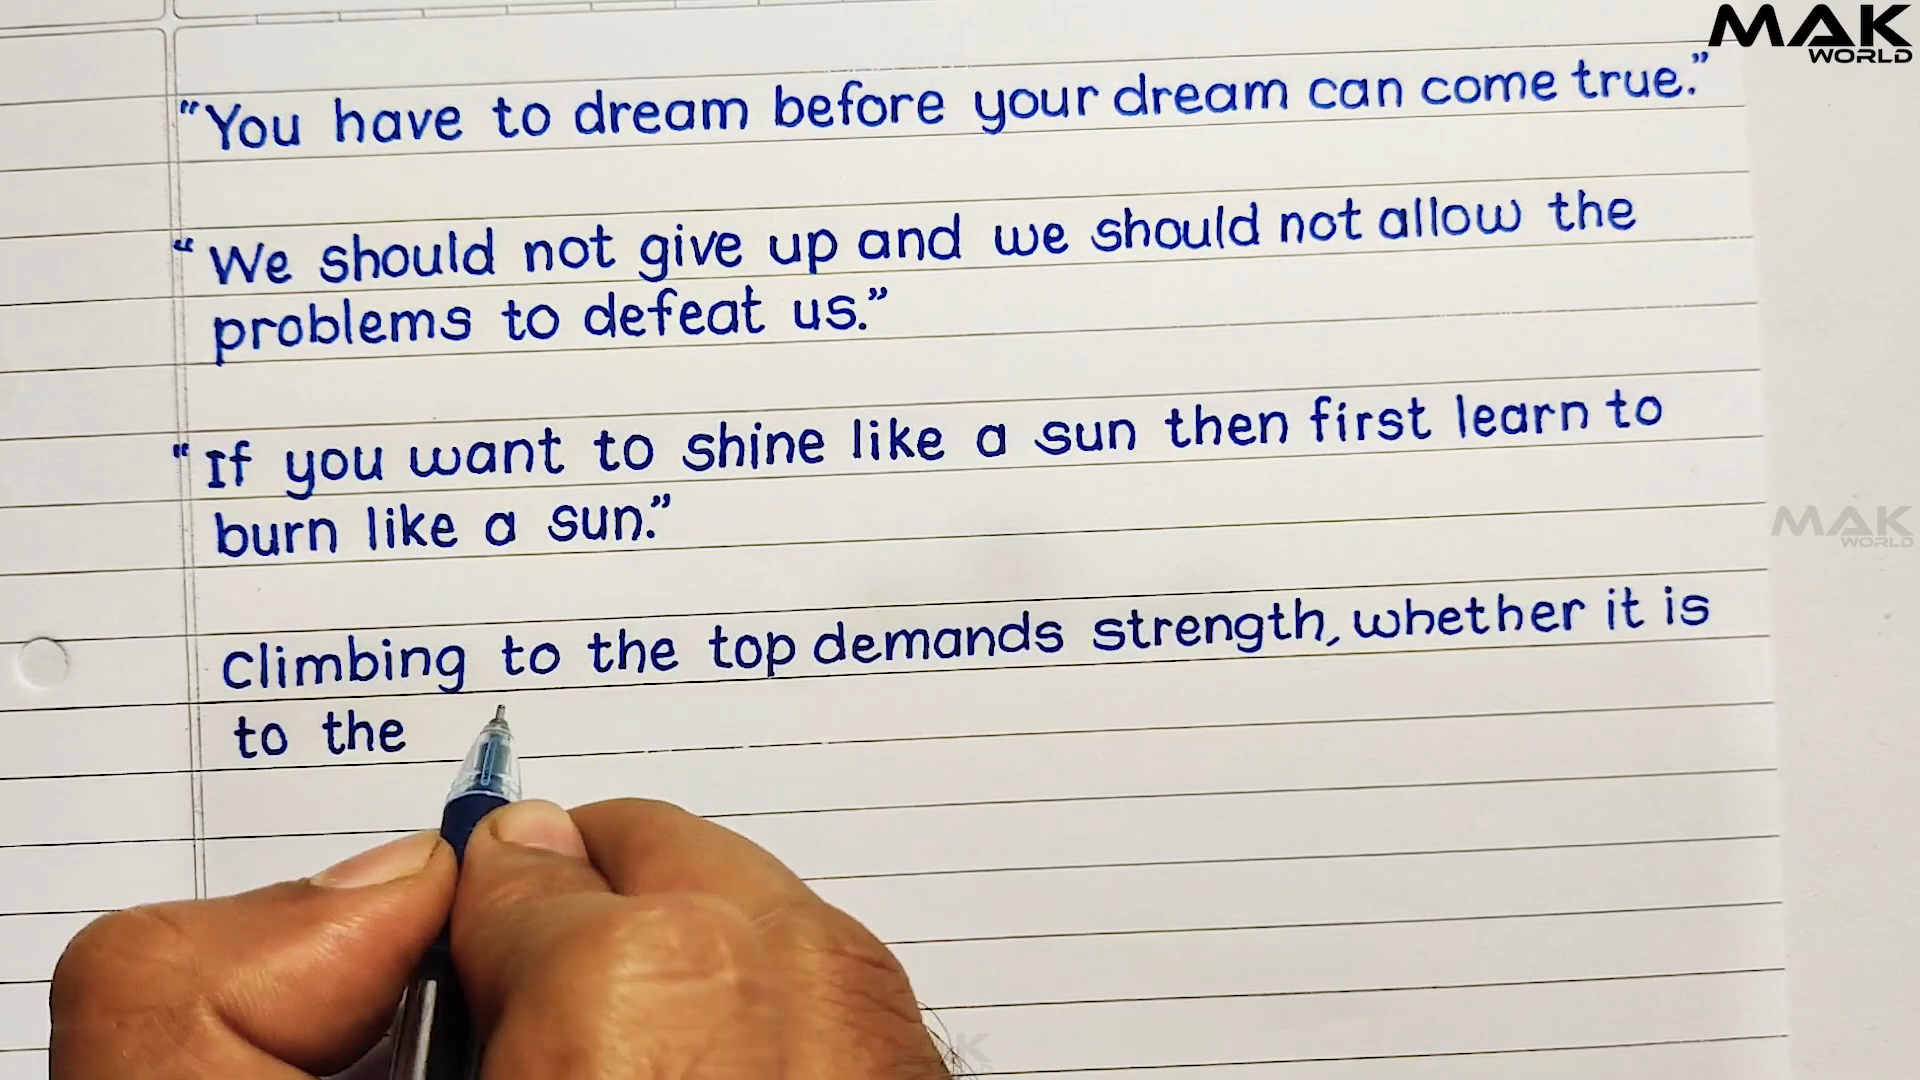 MAK
WORLD
"You have to dream before your dream can come true."
"We should not give up and we should not allow the
problems to defeat us."
"If you want to shine like a sun then first learn to
burn like a sun."
Climbing to the top demands strength, whether it is
to the
MAK
WORLD